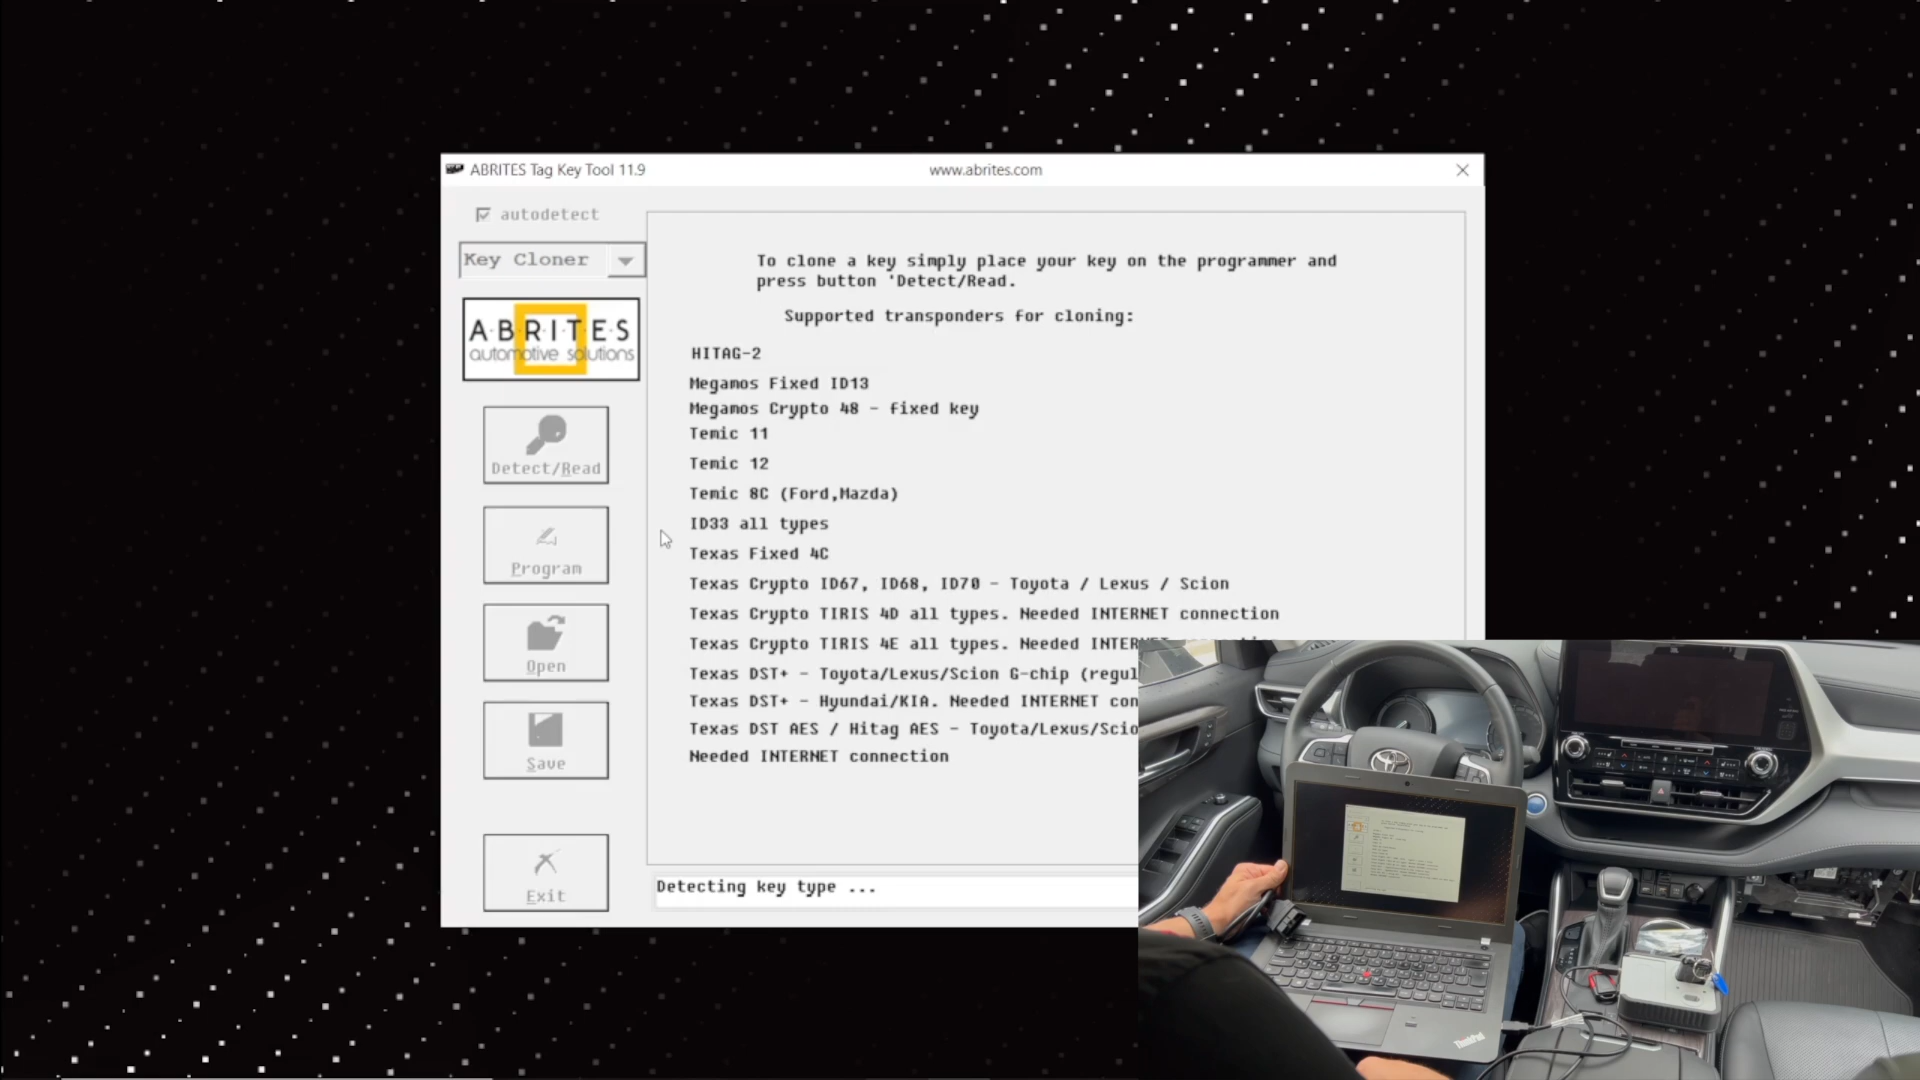 ABRITES Tag Key Tool 11.9
www.abrites.com
autodetect
Key Cloner
A·B·R·I·T·E·S
automotive solutions
Detect/Read
Program
Open
Save
Exit
To clone a key simply place your key on the programmer and
press button 'Detect/Read.
Supported transponders for cloning:
HITAG-2
Megamos Fixed ID13
Megamos Crypto 48 - fixed key
Temic 11
Temic 12
Temic 8C (Ford,Mazda)
ID33 all types
Texas Fixed 4C
Texas Crypto ID67, ID68, ID70 - Toyota / Lexus / Scion
Texas Crypto TIRIS 4D all types. Needed INTERNET connection
Texas Crypto TIRIS 4E all types. Needed
Texas DST+ - Toyota/Lexus/Scion G-chip (regul
Texas DST+ - Hyundai/KIA. Needed INTERNET con
Texas DST AES / Hitag AES - Toyota/Lexus/Scio
Needed INTERNET connection
Detecting key type ...
ThinkPad